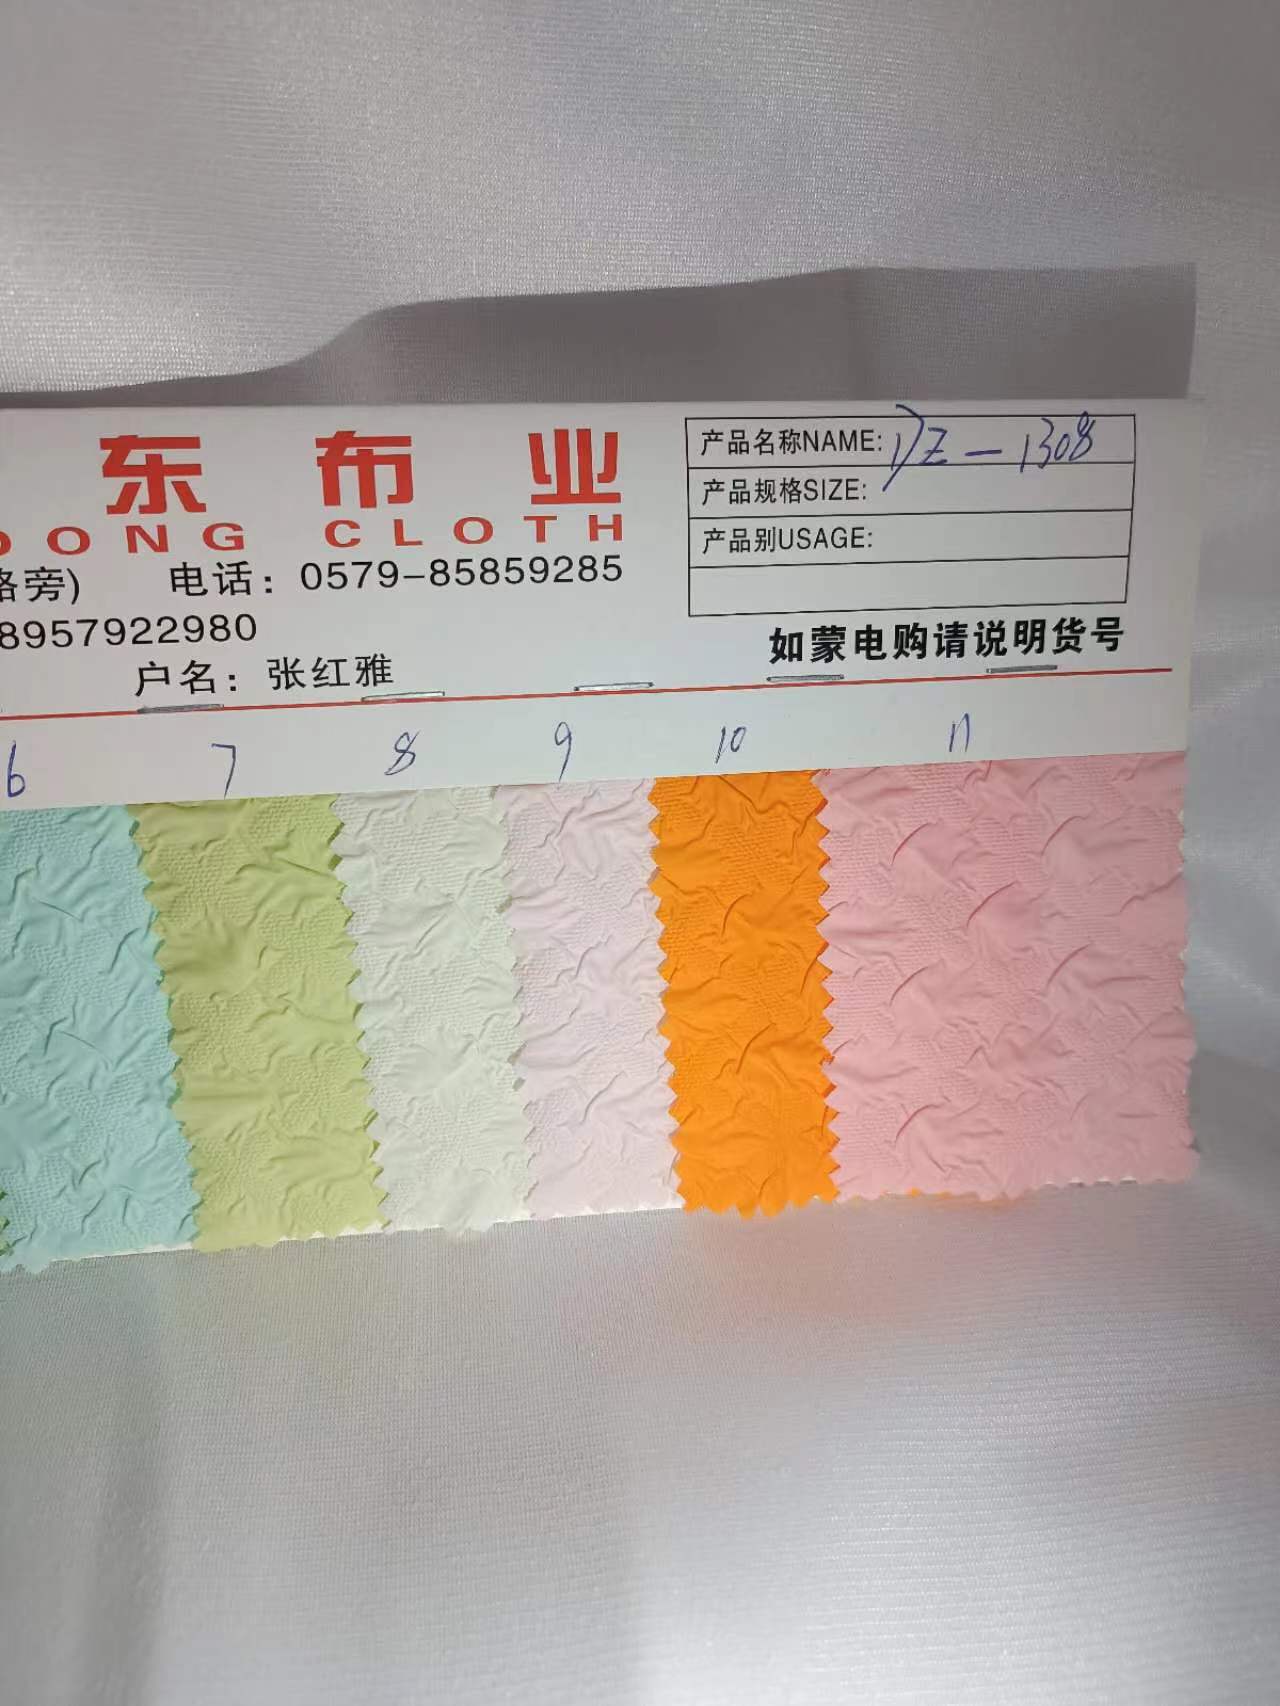 东布业
DONG CLOTH
路旁) 电话: 0579-85859285
8957922980
户名: 张红雅
产品名称NAME: DZ-1308
产品规格SIZE:
产品别USAGE:
如蒙电购请说明货号
6 7 8 9 10 11